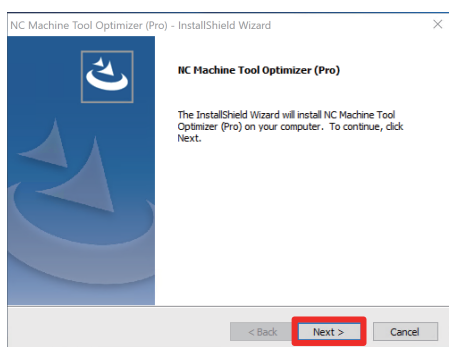 NC Machine Tool Optimizer (Pro) - InstallShield Wizard
NC Machine Tool Optimizer (Pro)
The InstallShield Wizard will install NC Machine Tool
Optimizer (Pro) on your computer. To continue, click
Next.
< Back Next > Cancel